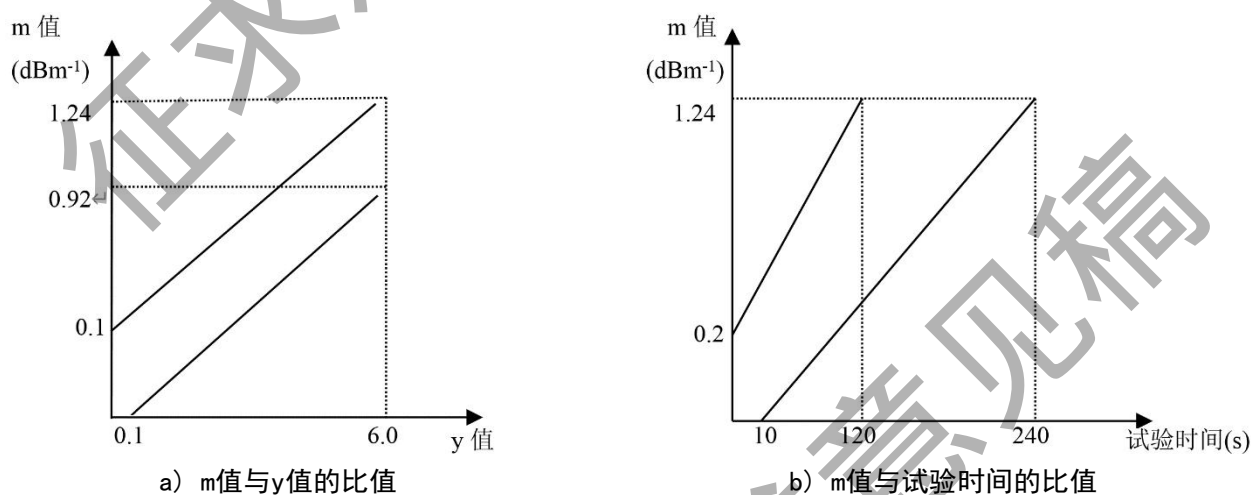 m 值
(dBm-1)
1.24
0.92
0.1
0.1
6.0
y 值
a) m值与y值的比值
m 值
(dBm-1)
1.24
0.2
10
120
240
试验时间(s)
b) m值与试验时间的比值
征求
意见稿